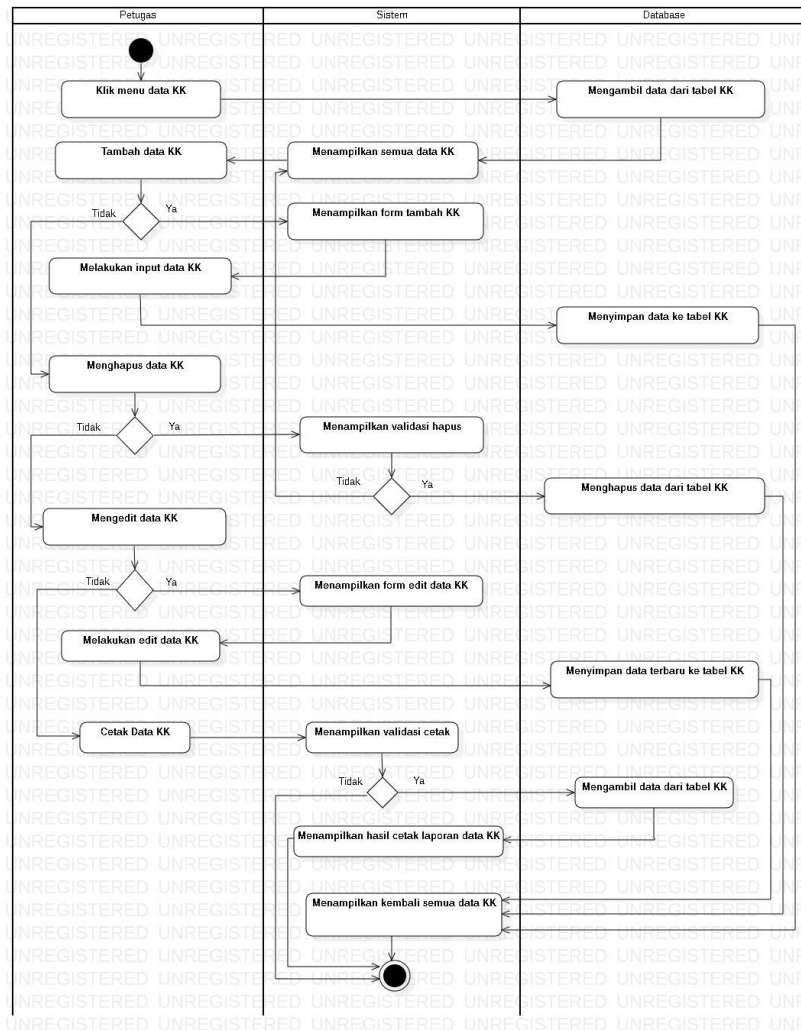 Petugas
Sistem
Database
Klik menu data KK
Mengambil data dari tabel KK
Tambah data KK
Menampilkan semua data KK
Tidak
Ya
Menampilkan form tambah KK
Melakukan input data KK
Menyimpan data ke tabel KK
Menghapus data KK
Tidak
Ya
Menampilkan validasi hapus
Tidak
Ya
Menghapus data dari tabel KK
Mengedit data KK
Tidak
Ya
Menampilkan form edit data KK
Melakukan edit data KK
Menyimpan data terbaru ke tabel KK
Cetak Data KK
Menampilkan validasi cetak
Tidak
Ya
Mengambil data dari tabel KK
Menampilkan hasil cetak laporan data KK
Menampilkan kembali semua data KK
UNREGISTERED